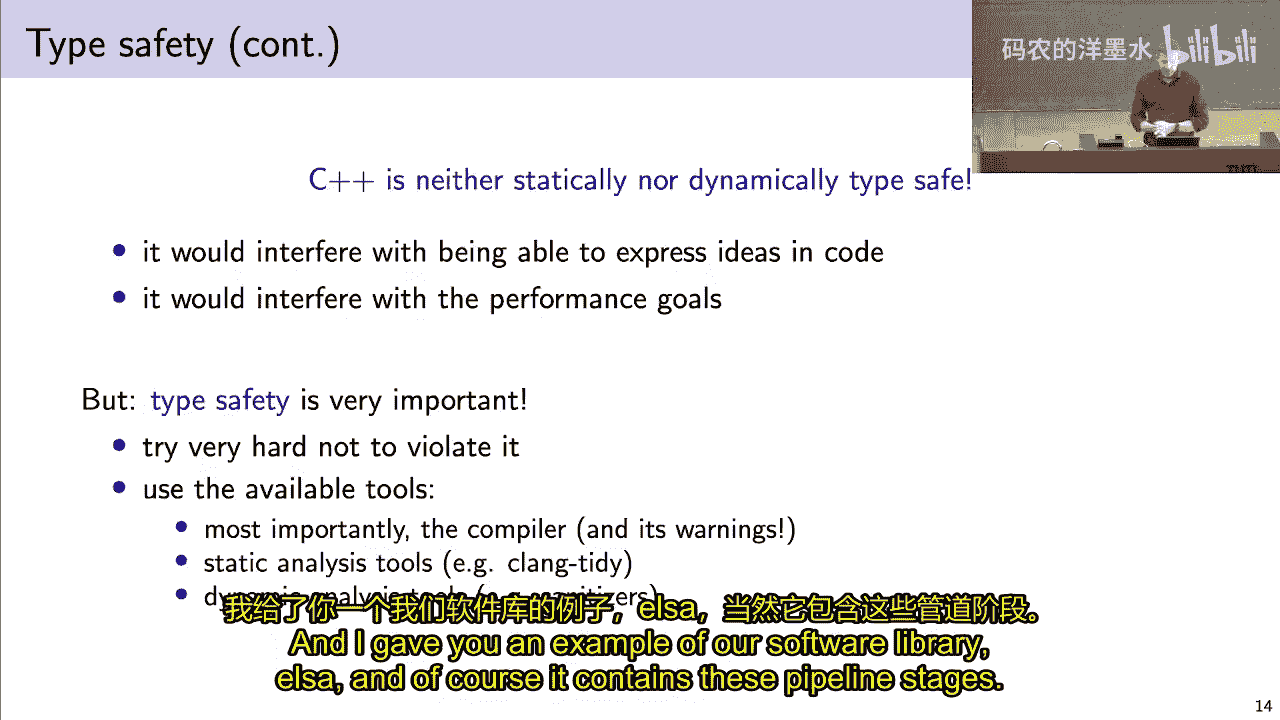 Type safety (cont.)
码农的洋墨水 bilibili
C++ is neither statically nor dynamically type safe!
• it would interfere with being able to express ideas in code
• it would interfere with the performance goals
But: type safety is very important!
• try very hard not to violate it
• use the available tools:
• most importantly, the compiler (and its warnings!)
• static analysis tools (e.g. clang-tidy)
• dynamic analysis tools (e.g. sanitizers)
我给了你一个我们软件库的例子，elsa，当然它包含这些管道阶段。
And I gave you an example of our software library,
elsa, and of course it contains these pipeline stages.
14